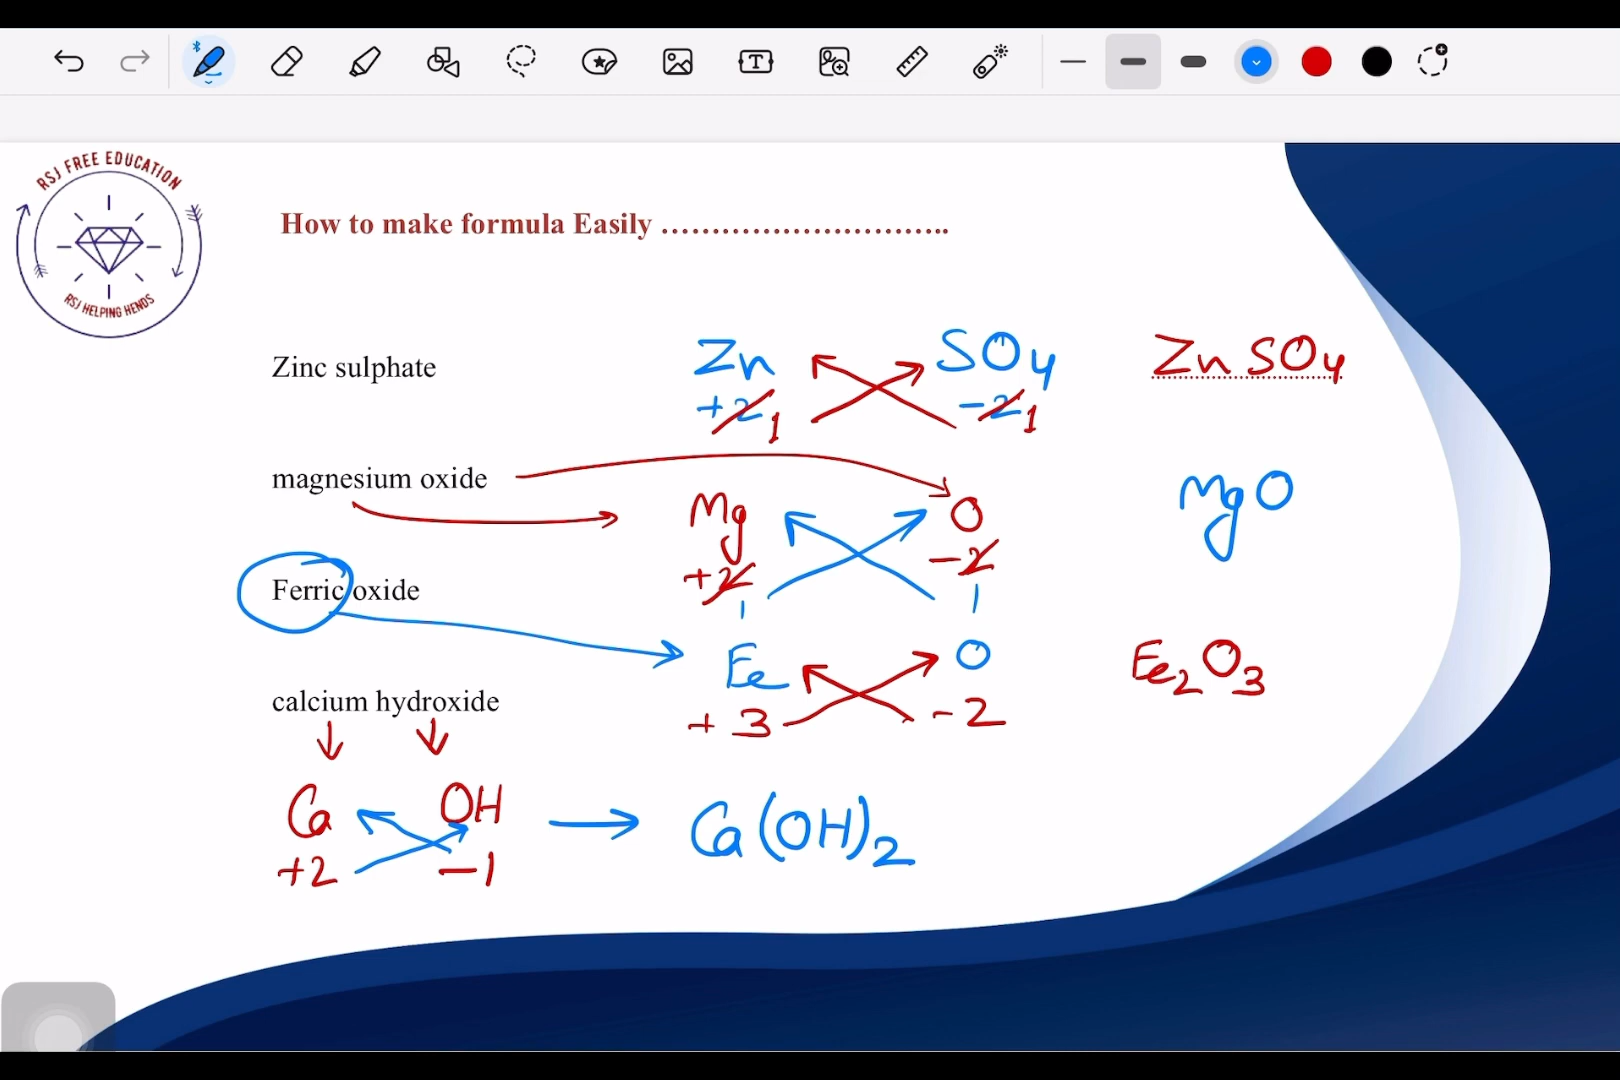 RSJ FREE EDUCATION
RSJ HELPING HENDS
How to make formula Easily ..............................
Zinc sulphate
Zn SO4
+2 1 -2 1
ZnSO4
magnesium oxide
Mg O
+2 1 -2 1
MgO
Ferric oxide
Fe O
+3 -2
Fe2O3
calcium hydroxide
Ca OH
+2 -1
Ca(OH)2
T